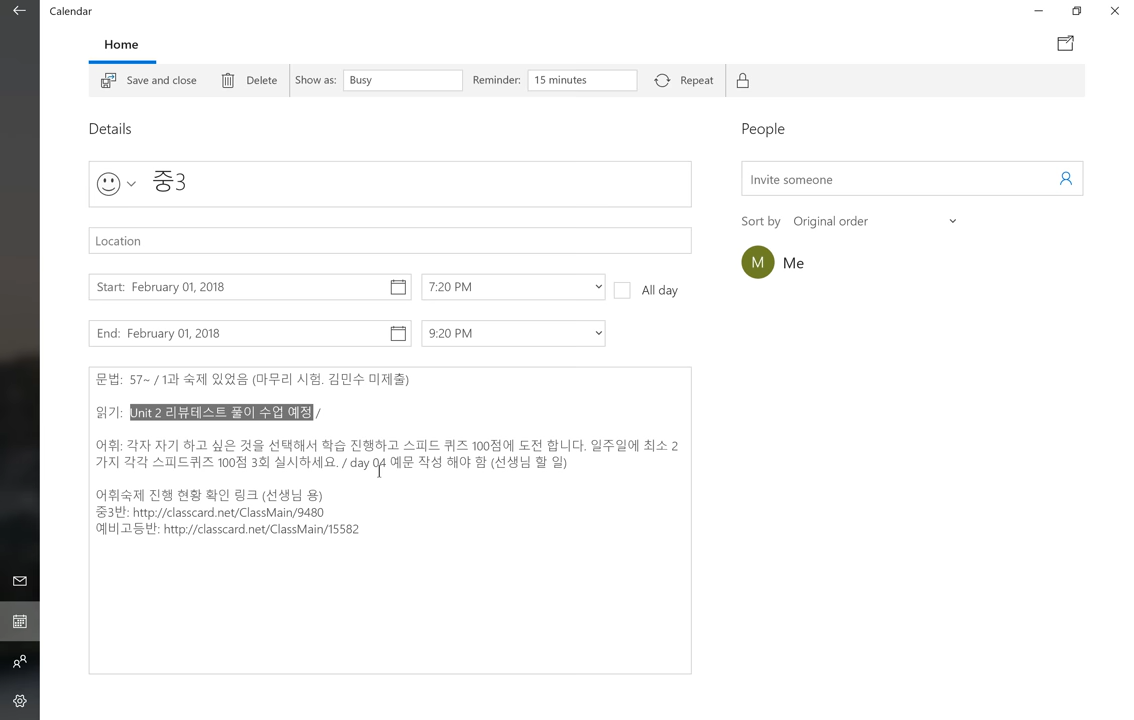 Calendar
Home
Save and close
Delete
Show as: Busy
Reminder: 15 minutes
Repeat
Details
People
중3
Invite someone
Sort by Original order
Location
M Me
Start: February 01, 2018
7:20 PM
All day
End: February 01, 2018
9:20 PM
문법: 57~ / 1과 숙제 있었음 (마무리 시험. 김민수 미제출)
읽기: Unit 2 리뷰테스트 풀이 수업 예정 /
어휘: 각자 자기 하고 싶은 것을 선택해서 학습 진행하고 스피드 퀴즈 100점에 도전 합니다. 일주일에 최소 2
가지 각각 스피드퀴즈 100점 3회 실시하세요. / day 04 예문 작성 해야 함 (선생님 할 일)
어휘숙제 진행 현황 확인 링크 (선생님 용)
중3반: http://classcard.net/ClassMain/9480
예비고등반: http://classcard.net/ClassMain/15582